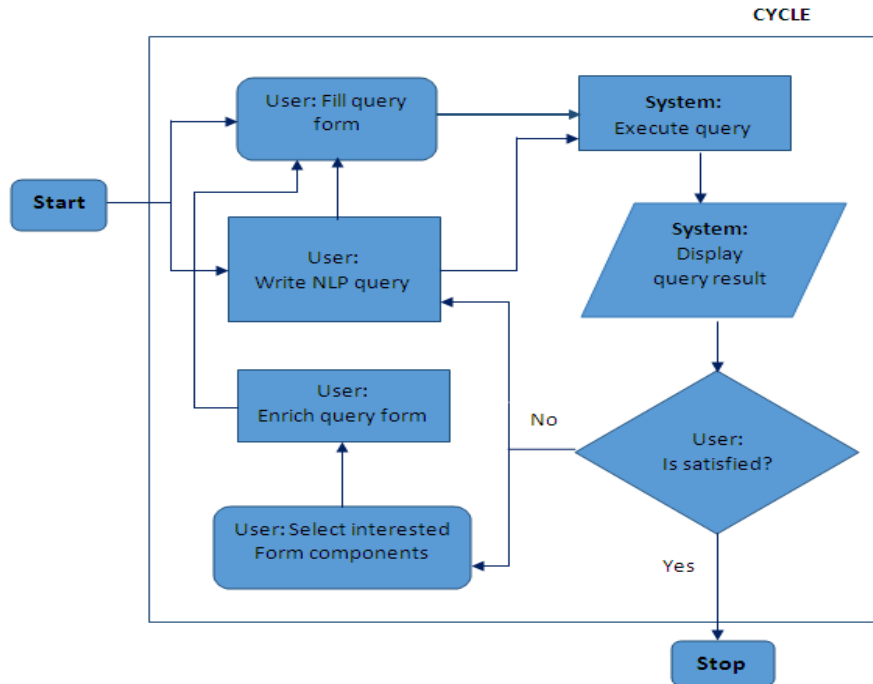 CYCLE
User: Fill query
form
System:
Execute query
Start
User:
Write NLP query
System:
Display
query result
User:
Enrich query form
No
User:
Is satisfied?
User: Select interested
Form components
Yes
Stop